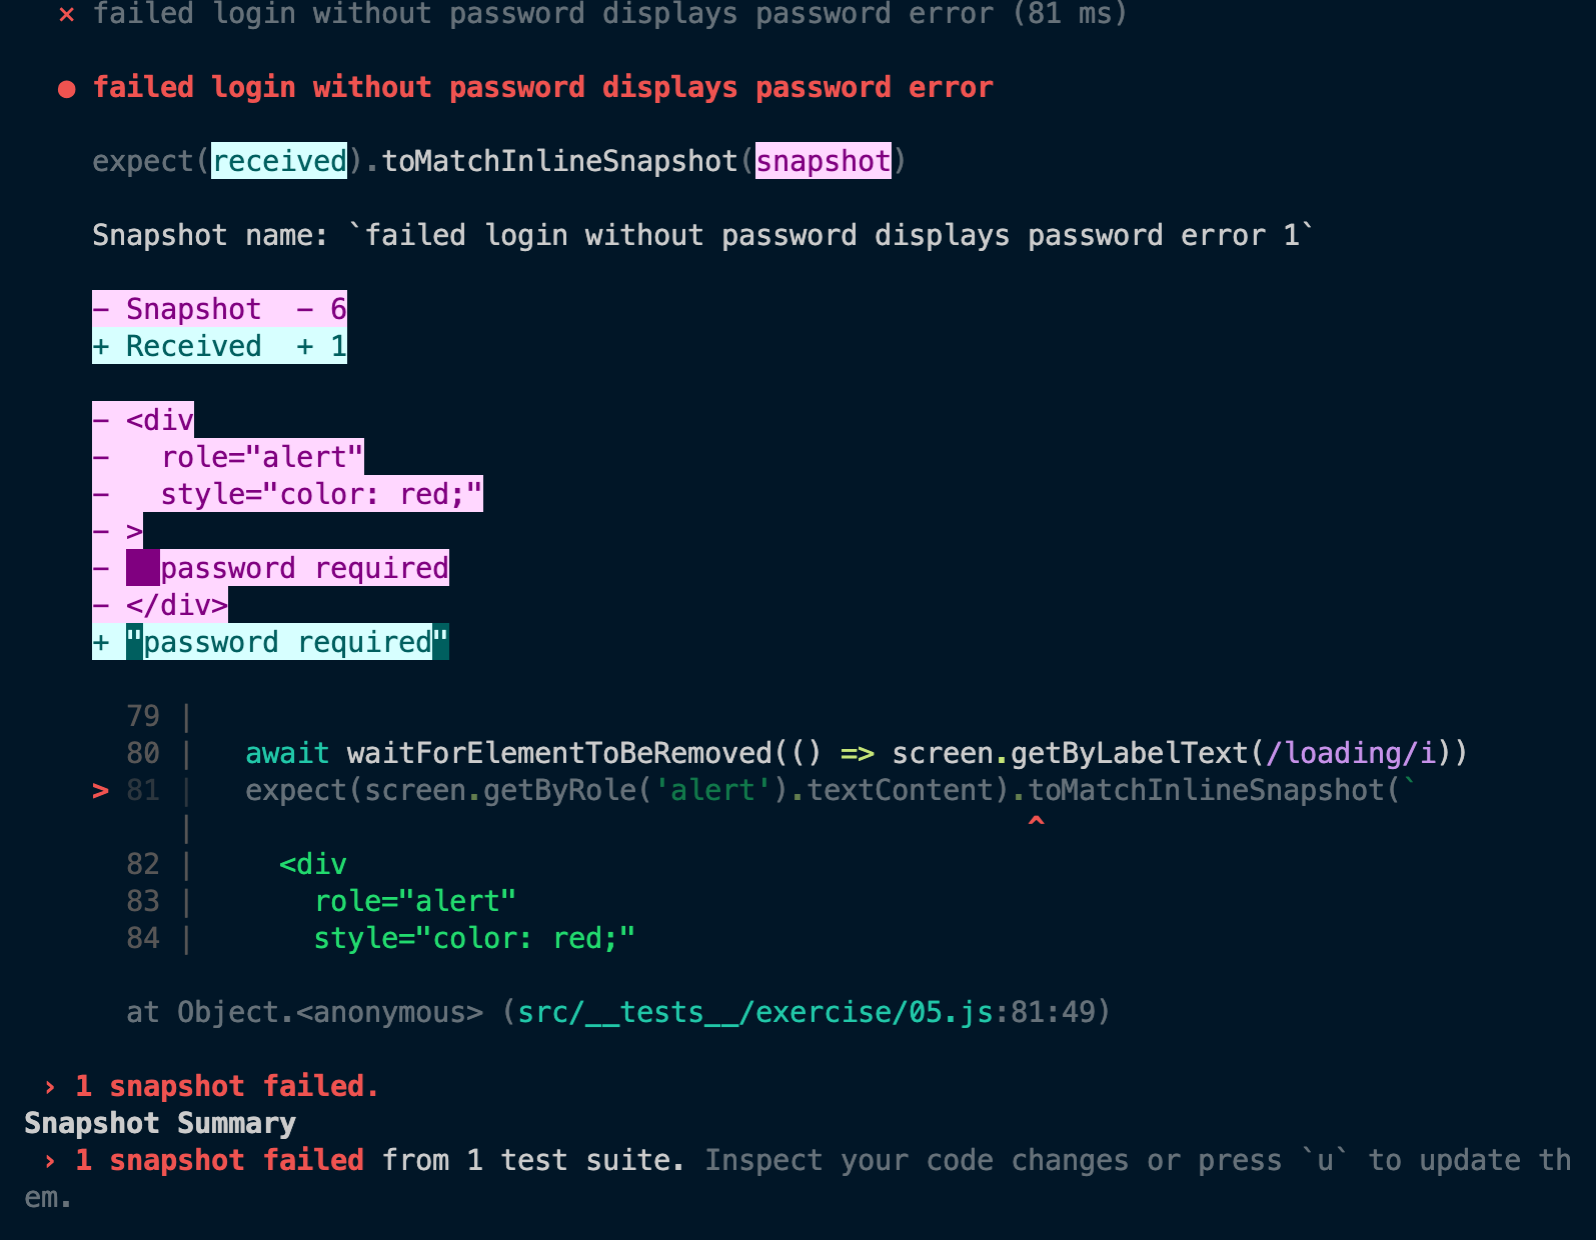 × failed login without password displays password error (81 ms)
● failed login without password displays password error
expect(received).toMatchInlineSnapshot(snapshot)
Snapshot name: `failed login without password displays password error 1`
- Snapshot  - 6
+ Received  + 1
- <div
-   role="alert"
-   style="color: red;"
- >
-   password required
- </div>
+ "password required"
79 |
80 |   await waitForElementToBeRemoved(() => screen.getByLabelText(/loading/i))
> 81 |   expect(screen.getByRole('alert').textContent).toMatchInlineSnapshot(`
|                                                 ^
82 |     <div
83 |       role="alert"
84 |       style="color: red;"
at Object.<anonymous> (src/__tests__/exercise/05.js:81:49)
› 1 snapshot failed.
Snapshot Summary
› 1 snapshot failed from 1 test suite. Inspect your code changes or press `u` to update th
em.